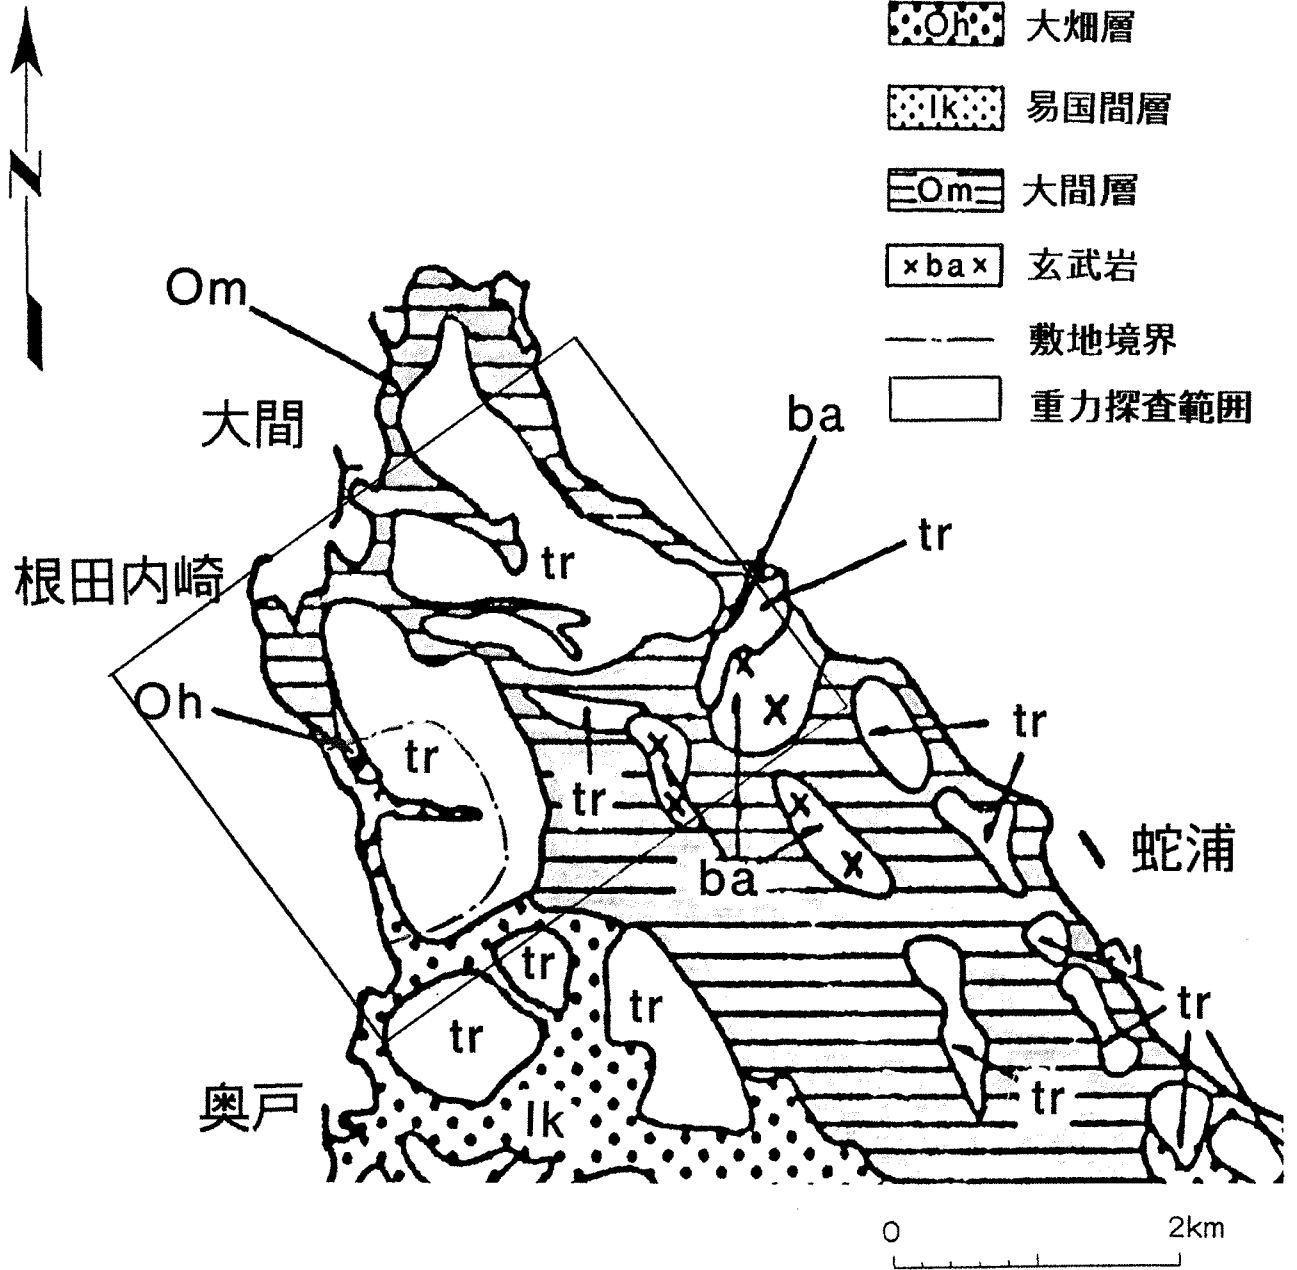 Oh 大畑層
Ik 易国間層
Om 大間層
×ba× 玄武岩
敷地境界
重力探査範囲
N
Om
大間
ba
tr
tr
根田内崎
Oh
tr
tr
tr
蛇浦
ba
tr
tr
tr
tr
tr
奥戸
Ik
0 2km